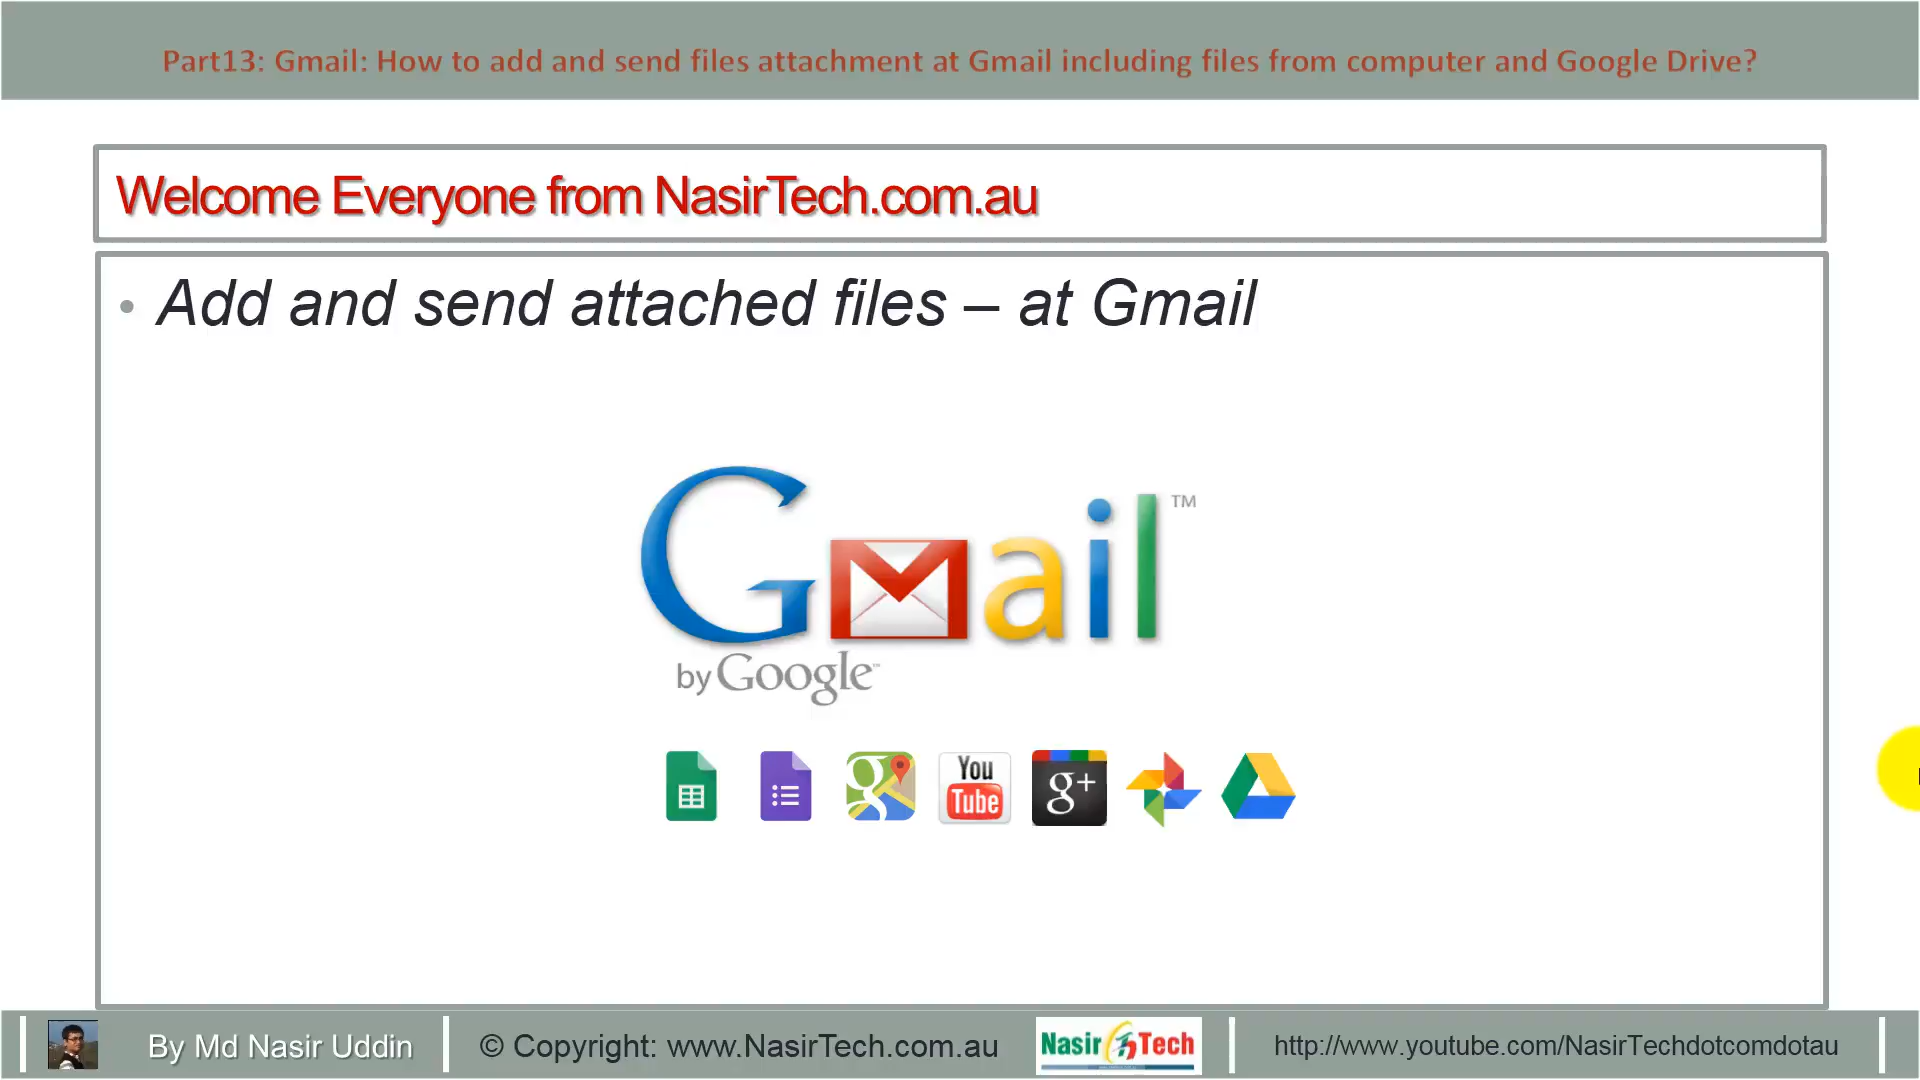 Part13: Gmail: How to add and send files attachment at Gmail including files from computer and Google Drive?
Welcome Everyone from NasirTech.com.au
• Add and send attached files – at Gmail
Gmail™
by Google™
g You Tube g+
By Md Nasir Uddin © Copyright: www.NasirTech.com.au Nasir Tech http://www.youtube.com/NasirTechdotcomdotau